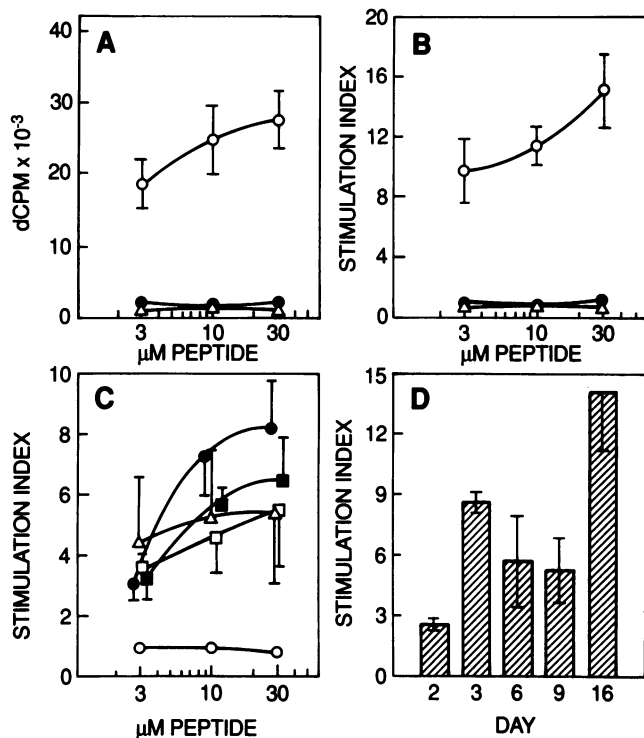 A
dCPM x 10⁻³
40
30
20
10
0
3 10 30
μM PEPTIDE
B
STIMULATION INDEX
20
16
12
8
4
0
3 10 30
μM PEPTIDE
C
STIMULATION INDEX
10
8
6
4
2
0
3 10 30
μM PEPTIDE
D
STIMULATION INDEX
15
12
9
6
3
0
2 3 6 9 16
DAY